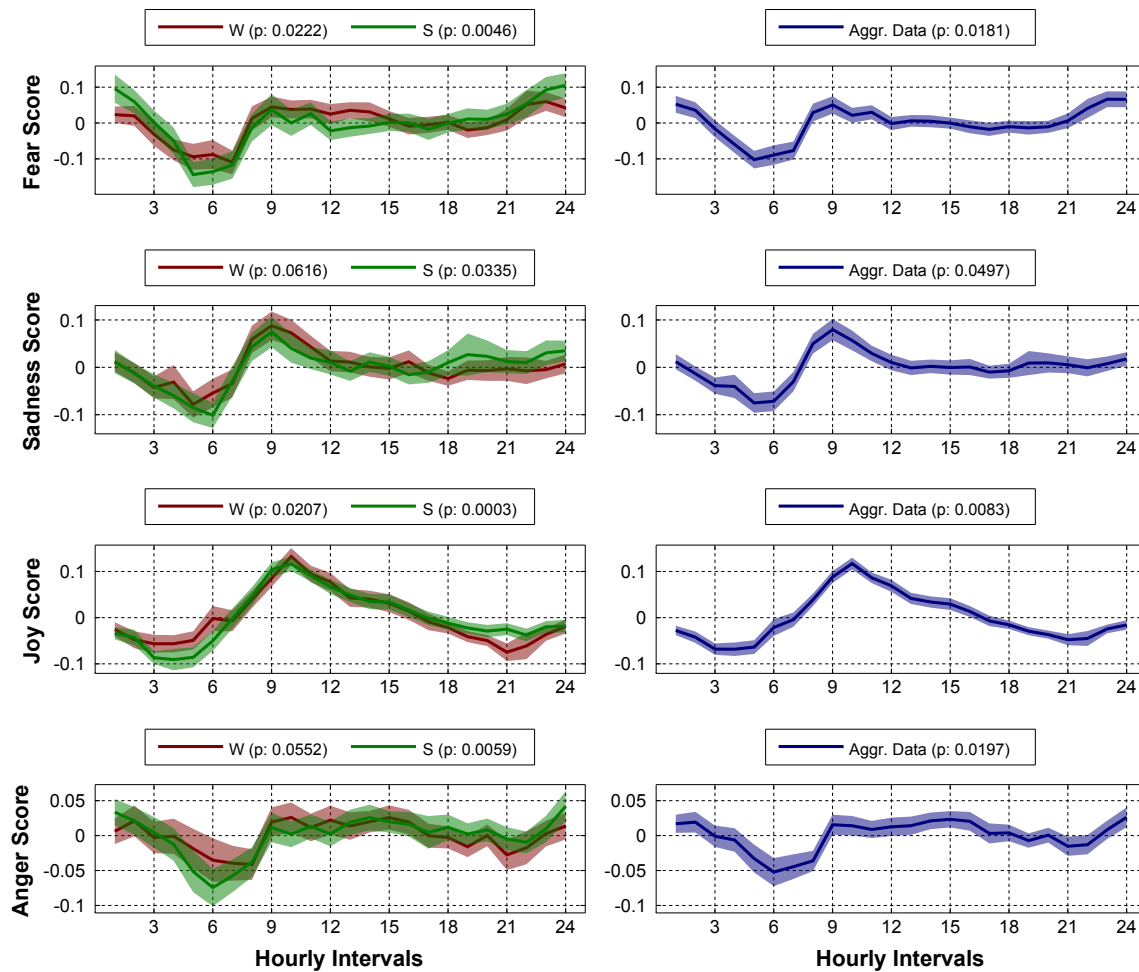 W (p: 0.0222) S (p: 0.0046) Aggr. Data (p: 0.0181)
Fear Score
0.1 0 -0.1
3 6 9 12 15 18 21 24
0.1 0 -0.1
3 6 9 12 15 18 21 24
W (p: 0.0616) S (p: 0.0335) Aggr. Data (p: 0.0497)
Sadness Score
0.1 0 -0.1
3 6 9 12 15 18 21 24
0.1 0 -0.1
3 6 9 12 15 18 21 24
W (p: 0.0207) S (p: 0.0003) Aggr. Data (p: 0.0083)
Joy Score
0.1 0 -0.1
3 6 9 12 15 18 21 24
0.1 0 -0.1
3 6 9 12 15 18 21 24
W (p: 0.0552) S (p: 0.0059) Aggr. Data (p: 0.0197)
Anger Score
0.05 0 -0.05 -0.1
3 6 9 12 15 18 21 24
0.05 0 -0.05 -0.1
3 6 9 12 15 18 21 24
Hourly Intervals Hourly Intervals